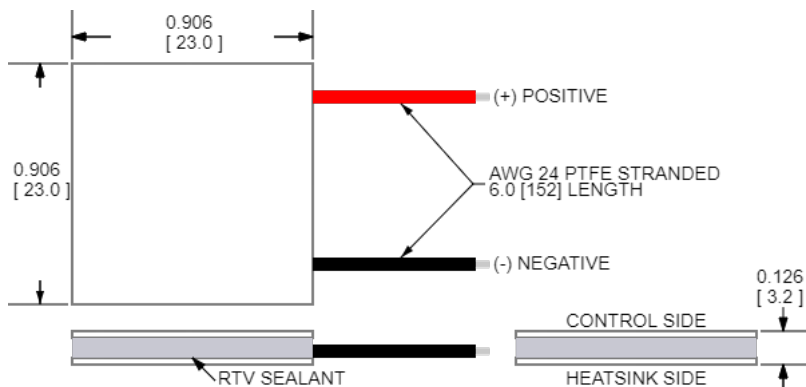 0.906
[ 23.0 ]
(+) POSITIVE
0.906
[ 23.0 ]
AWG 24 PTFE STRANDED
6.0 [152] LENGTH
(-) NEGATIVE
0.126
[ 3.2 ]
CONTROL SIDE
RTV SEALANT
HEATSINK SIDE